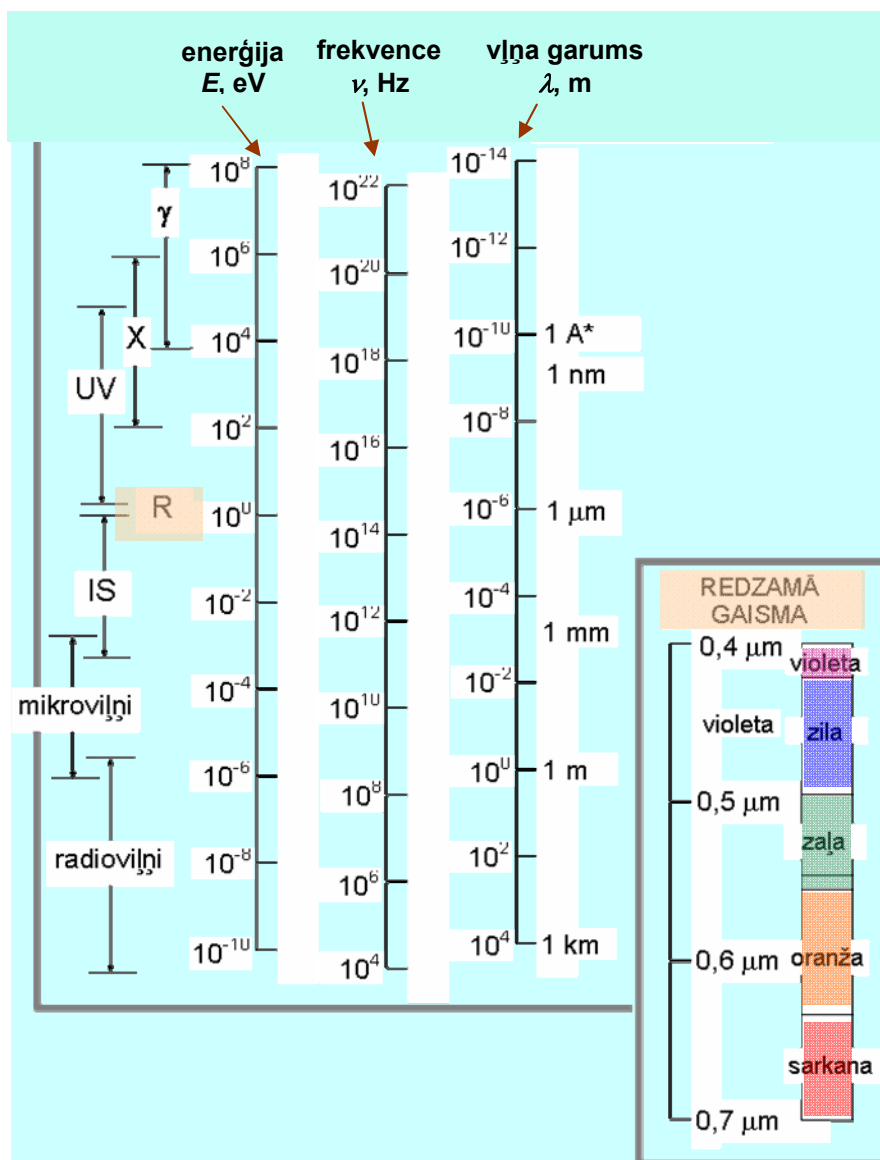 enerģija
E, eV
frekvence
ν, Hz
vļņa garums
λ, m
10⁸
10⁶
10⁴
10²
10⁰
10⁻²
10⁻⁴
10⁻⁶
10⁻⁸
10⁻¹⁰
10²²
10²⁰
10¹⁸
10¹⁶
10¹⁴
10¹²
10¹⁰
10⁸
10⁶
10⁴
10⁻¹⁴
10⁻¹²
10⁻¹⁰ 1 A*
1 nm
10⁻⁸
10⁻⁶ 1 μm
10⁻⁴
1 mm
10⁻²
10⁰ 1 m
10²
10⁴ 1 km
γ
X
UV
R
IS
mikroviļņi
radioviļņi
REDZAMĀ
GAISMA
0,4 μm
violeta
violeta
zila
0,5 μm
zaļa
0,6 μm
oranža
sarkana
0,7 μm